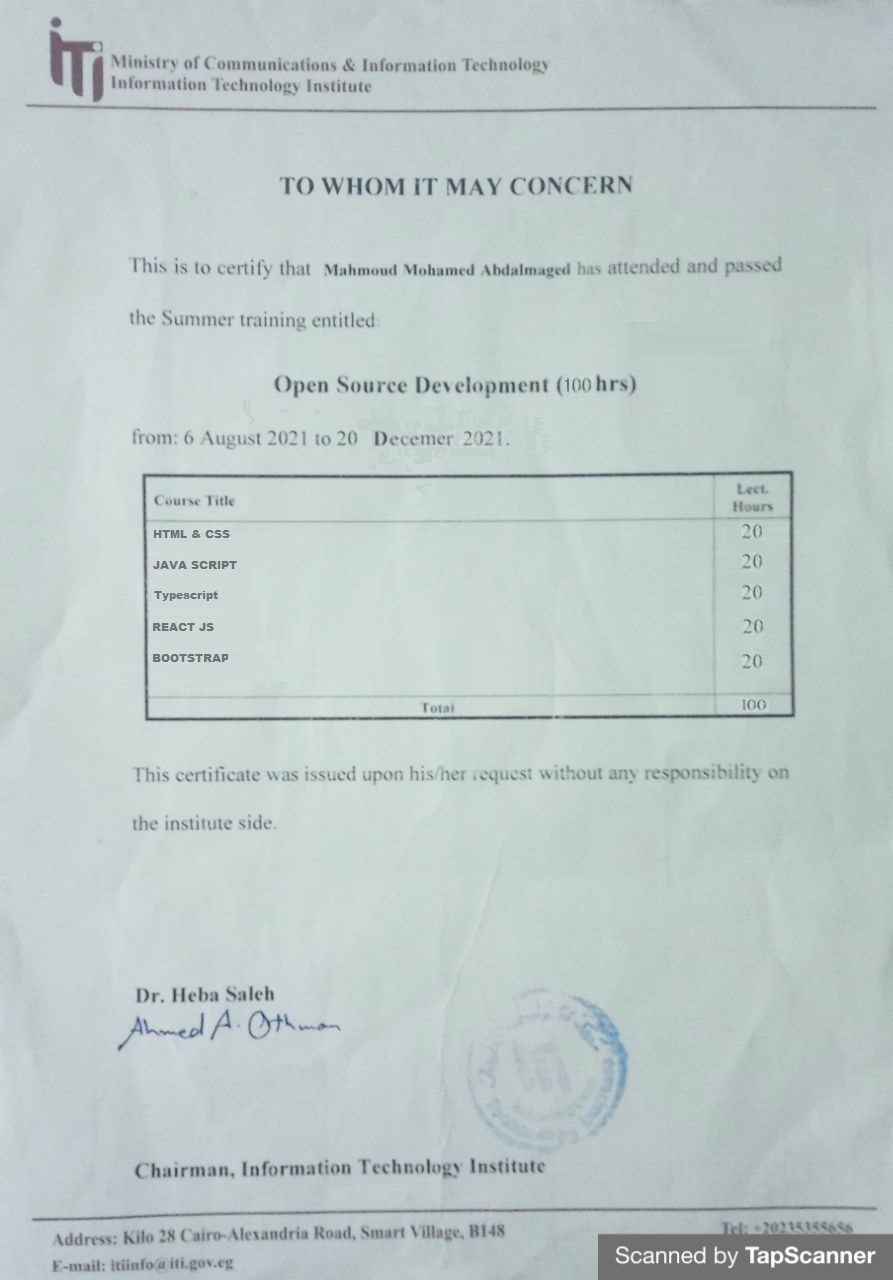 iTi
Ministry of Communications & Information Technology
Information Technology Institute
TO WHOM IT MAY CONCERN
This is to certify that Mahmoud Mohamed Abdalmaged has attended and passed
the Summer training entitled:
Open Source Development (100 hrs)
from: 6 August 2021 to 20 Decemer 2021.
Course Title Lect. Hours
HTML & CSS 20
JAVA SCRIPT 20
Typescript 20
REACT JS 20
BOOTSTRAP 20
Total 100
This certificate was issued upon his/her request without any responsibility on
the institute side.
Dr. Heba Saleh
Ahmed A. Othman
Chairman, Information Technology Institute
Address: Kilo 28 Cairo-Alexandria Road, Smart Village, B148 Tel: +20235355656
E-mail: itiinfo@iti.gov.eg
Scanned by TapScanner